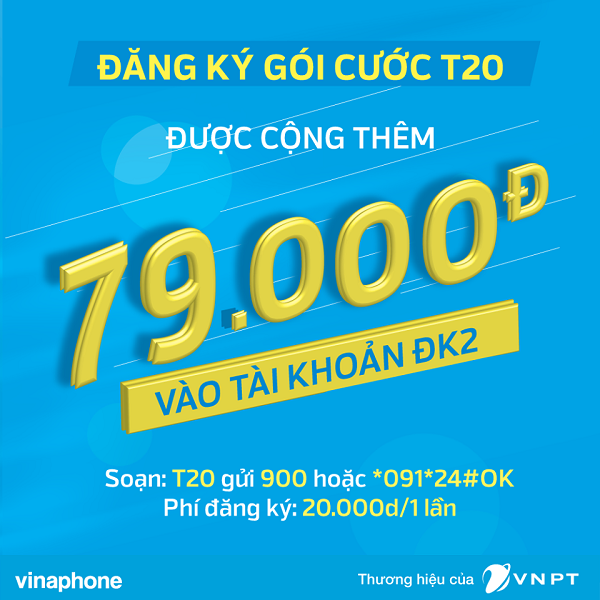 ĐĂNG KÝ GÓI CƯỚC T20
ĐƯỢC CỘNG THÊM
79.000Đ
VÀO TÀI KHOẢN ĐK2
Soạn: T20 gửi 900 hoặc *091*24#OK
Phí đăng ký: 20.000d/1 lần
vinaphone
Thương hiệu của VNPT